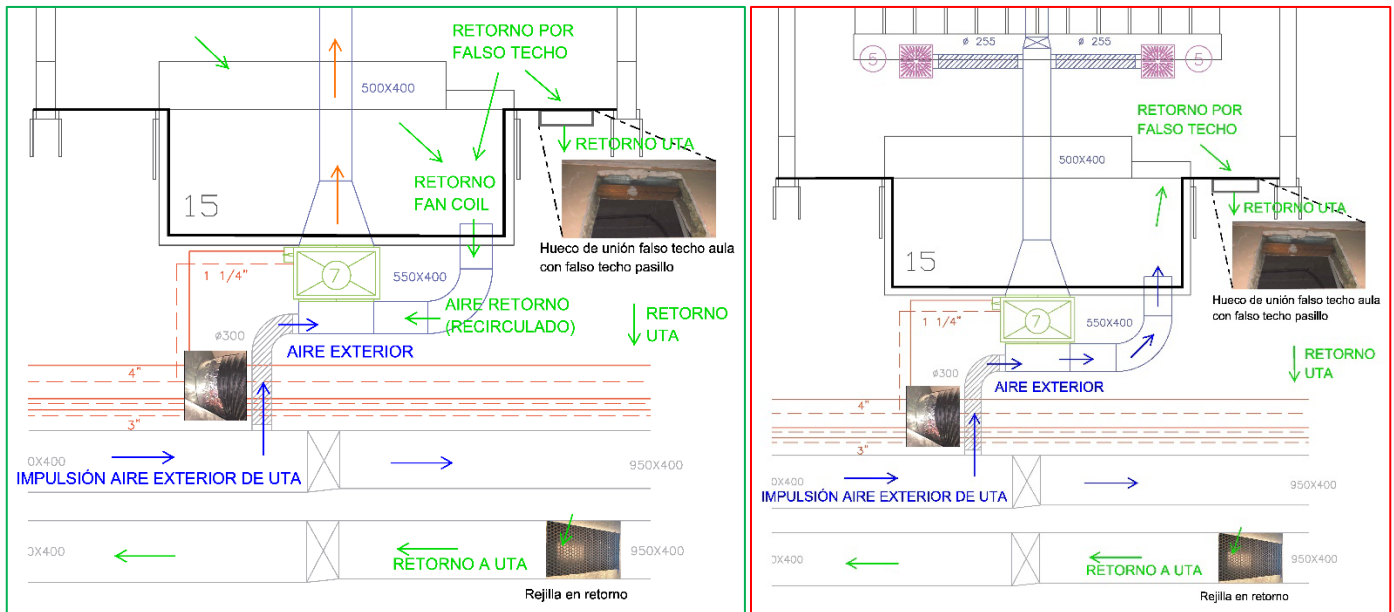 RETORNO POR
FALSO TECHO
500X400
RETORNO UTA
RETORNO
FAN COIL
15
Hueco de unión falso techo aula
con falso techo pasillo
7
1 1/4"
550X400
AIRE RETORNO
(RECIRCULADO)
RETORNO
UTA
ø300
AIRE EXTERIOR
4"
3"
0X400
950X400
IMPULSIÓN AIRE EXTERIOR DE UTA
0X400
RETORNO A UTA
950X400
Rejilla en retorno
ø 255
ø 255
5
5
RETORNO POR
FALSO TECHO
500X400
RETORNO UTA
15
Hueco de unión falso techo aula
con falso techo pasillo
7
1 1/4"
550X400
RETORNO
UTA
ø300
AIRE EXTERIOR
4"
3"
0X400
950X400
IMPULSIÓN AIRE EXTERIOR DE UTA
0X400
RETORNO A UTA
950X400
Rejilla en retorno